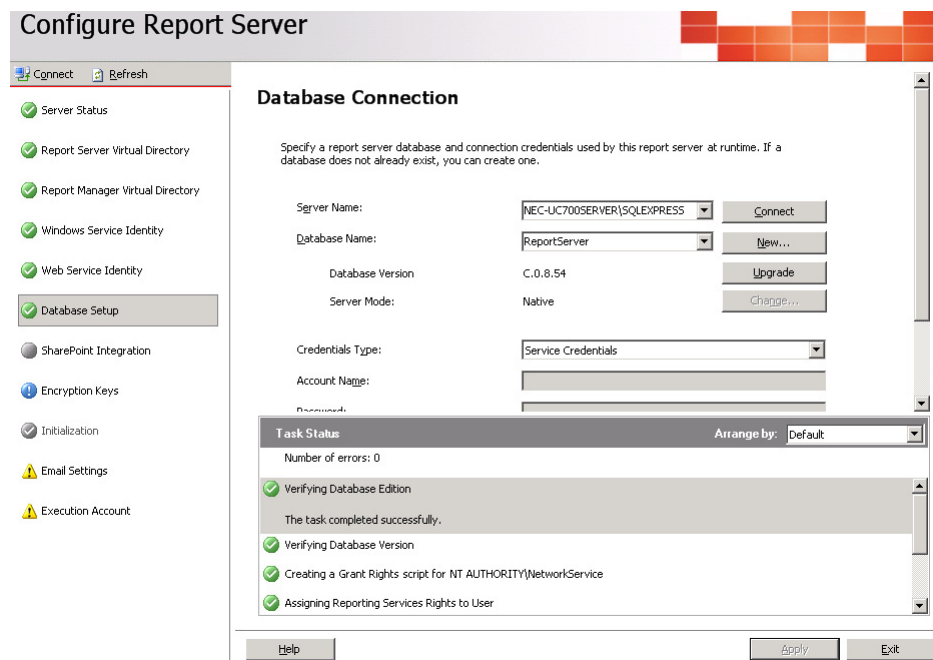 Configure Report Server
Connect Refresh
Server Status
Report Server Virtual Directory
Report Manager Virtual Directory
Windows Service Identity
Web Service Identity
Database Setup
SharePoint Integration
Encryption Keys
Initialization
Email Settings
Execution Account
Database Connection
Specify a report server database and connection credentials used by this report server at runtime. If a
database does not already exist, you can create one.
Server Name: NEC-UC700SERVER\SQLEXPRESS Connect
Database Name: ReportServer New...
Database Version C.0.8.54 Upgrade
Server Mode: Native Change...
Credentials Type: Service Credentials
Account Name:
Password:
Task Status Arrange by: Default
Number of errors: 0
Verifying Database Edition
The task completed successfully.
Verifying Database Version
Creating a Grant Rights script for NT AUTHORITY\NetworkService
Assigning Reporting Services Rights to User
Help Apply Exit